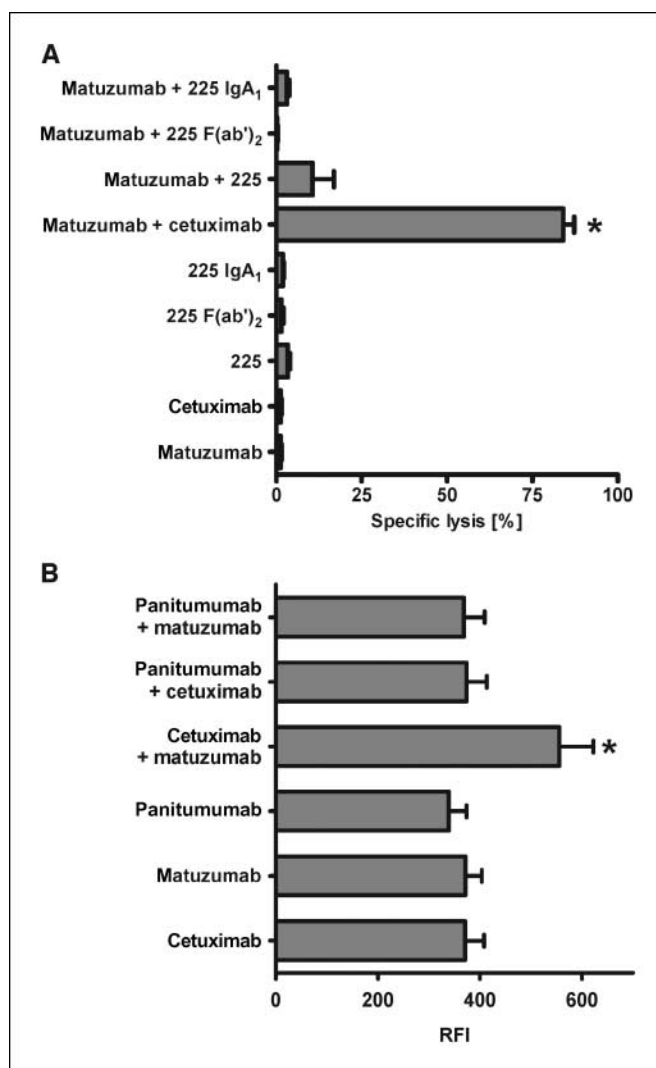 A
Matuzumab + 225 IgA₁
Matuzumab + 225 F(ab')₂
Matuzumab + 225
Matuzumab + cetuximab
*
225 IgA₁
225 F(ab')₂
225
Cetuximab
Matuzumab
0 25 50 75 100
Specific lysis [%]
B
Panitumumab
+ matuzumab
Panitumumab
+ cetuximab
Cetuximab
+ matuzumab
*
Panitumumab
Matuzumab
Cetuximab
0 200 400 600
RFI